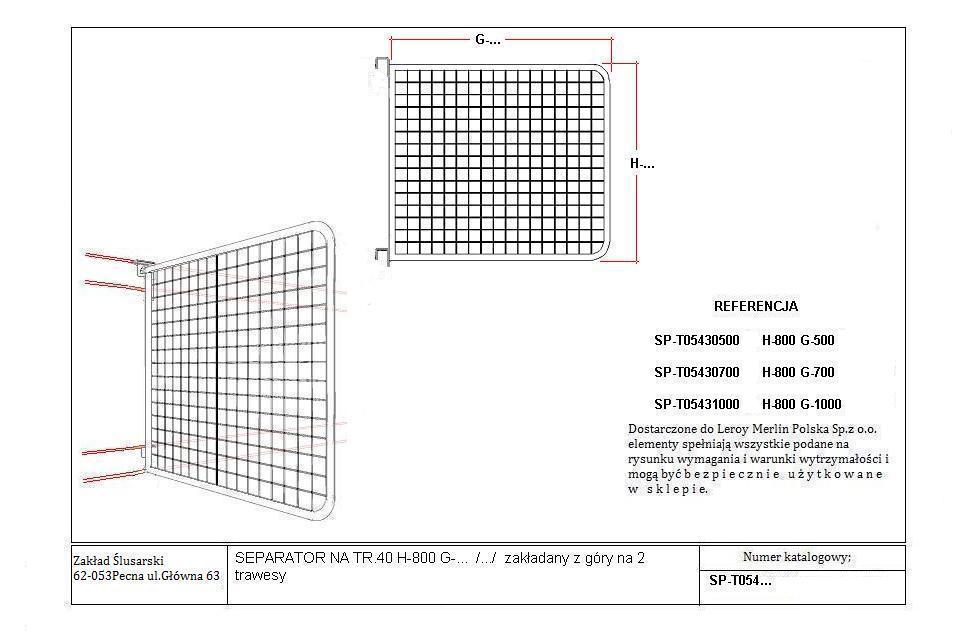 G-...
H-...
REFERENCJA
SP-T05430500 H-800 G-500
SP-T05430700 H-800 G-700
SP-T05431000 H-800 G-1000
Dostarczone do Leroy Merlin Polska Sp.z o.o.
elementy spełniają wszystkie podane na
rysunku wymagania i warunki wytrzymałości i
mogą być b e z p i e c z n i e u ż y t k o w a n e
w s k l e p i e.
Zakład Ślusarski
62-053Pecna ul.Główna 63
SEPARATOR NA TR.40 H-800 G-... /../ zakładany z góry na 2
trawesy
Numer katalogowy;
SP-T054...